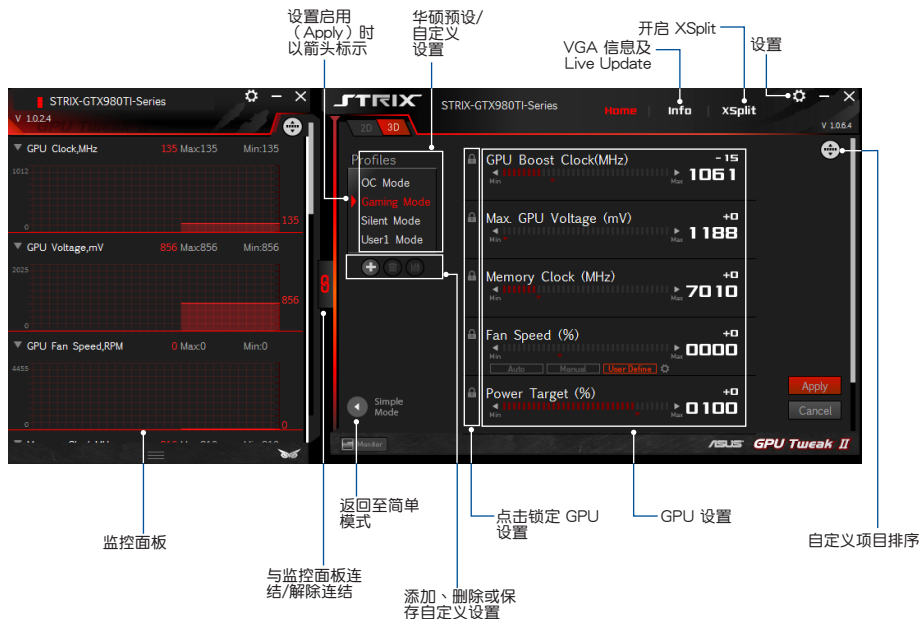 设置启用
（Apply）时
以箭头标示
华硕预设/
自定义
设置
开启 XSplit
VGA 信息及
Live Update
设置
STRIX-GTX980TI-Series
V 1.0.2.4
GPU Clock,MHz 135 Max:135 Min:135
1012
135
0
GPU Voltage,mV 856 Max:856 Min:856
2025
856
0
GPU Fan Speed,RPM 0 Max:0 Min:0
4455
0
0
STRIX
STRIX-GTX980TI-Series
Home | Info | XSplit
V 1.0.6.4
2D 3D
Profiles
OC Mode
Gaming Mode
Silent Mode
User1 Mode
Simple
Mode
Monitor
GPU Boost Clock(MHz) -15
Min Max 1061
Max. GPU Voltage (mV) +0
Min Max 1188
Memory Clock (MHz) +0
Min Max 7010
Fan Speed (%) +0
Min Max 0000
Auto Manual User Define
Power Target (%) +0
Min Max 0100
Apply
Cancel
ASUS GPU Tweak II
监控面板
与监控面板连
结/解除连结
返回至简单
模式
添加、删除或保
存自定义设置
点击锁定 GPU
设置
GPU 设置
自定义项目排序